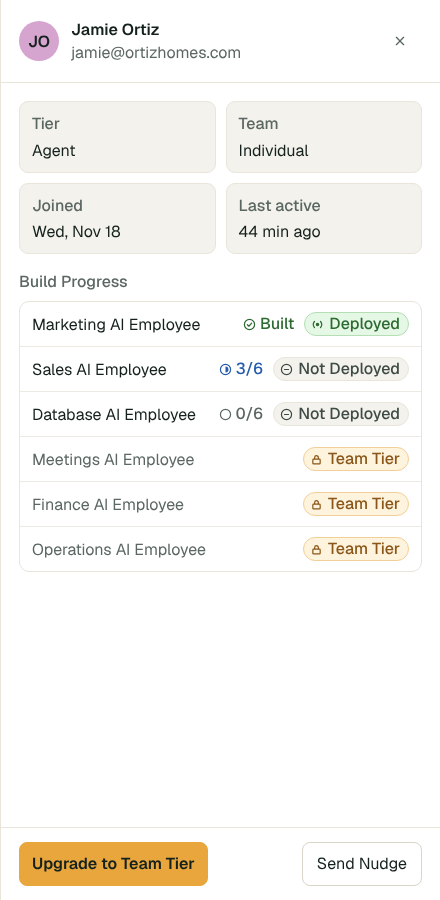 JO
Jamie Ortiz
jamie@ortizhomes.com
Tier
Agent
Team
Individual
Joined
Wed, Nov 18
Last active
44 min ago
Build Progress
Marketing AI Employee Built Deployed
Sales AI Employee 3/6 Not Deployed
Database AI Employee 0/6 Not Deployed
Meetings AI Employee Team Tier
Finance AI Employee Team Tier
Operations AI Employee Team Tier
Upgrade to Team Tier Send Nudge